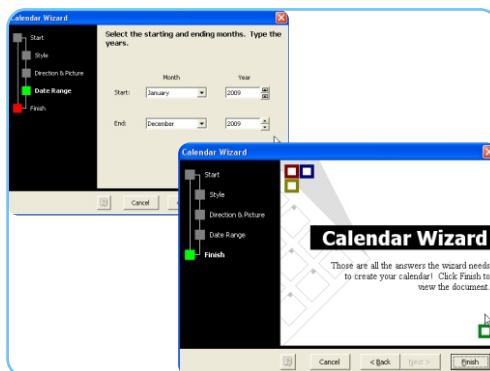 Calendar Wizard
Start
Style
Direction & Picture
Date Range
Finish
Select the starting and ending months. Type the
years.
Month Year
Start: January 2009
End: December 2009
Cancel
Calendar Wizard
Start
Style
Direction & Picture
Date Range
Finish
Calendar Wizard
Those are all the answers the wizard needs
to create your calendar! Click Finish to
view the document.
Cancel < Back Next > Finish